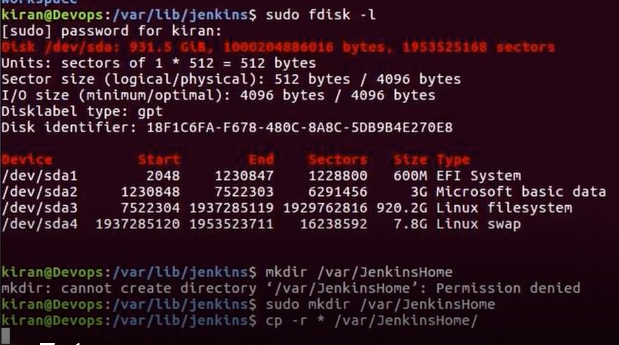 workspace
kiran@Devops:/var/lib/jenkins$ sudo fdisk -l
[sudo] password for kiran:
Disk /dev/sda: 931.5 GiB, 1000204886016 bytes, 1953525168 sectors
Units: sectors of 1 * 512 = 512 bytes
Sector size (logical/physical): 512 bytes / 4096 bytes
I/O size (minimum/optimal): 4096 bytes / 4096 bytes
Disklabel type: gpt
Disk identifier: 18F1C6FA-F678-480C-8A8C-5DB9B4E270E8
Device Start End Sectors Size Type
/dev/sda1 2048 1230847 1228800 600M EFI System
/dev/sda2 1230848 7522303 6291456 3G Microsoft basic data
/dev/sda3 7522304 1937285119 1929762816 920.2G Linux filesystem
/dev/sda4 1937285120 1953523711 16238592 7.8G Linux swap
kiran@Devops:/var/lib/jenkins$ mkdir /var/JenkinsHome
mkdir: cannot create directory ‘/var/JenkinsHome’: Permission denied
kiran@Devops:/var/lib/jenkins$ sudo mkdir /var/JenkinsHome
kiran@Devops:/var/lib/jenkins$ cp -r * /var/JenkinsHome/